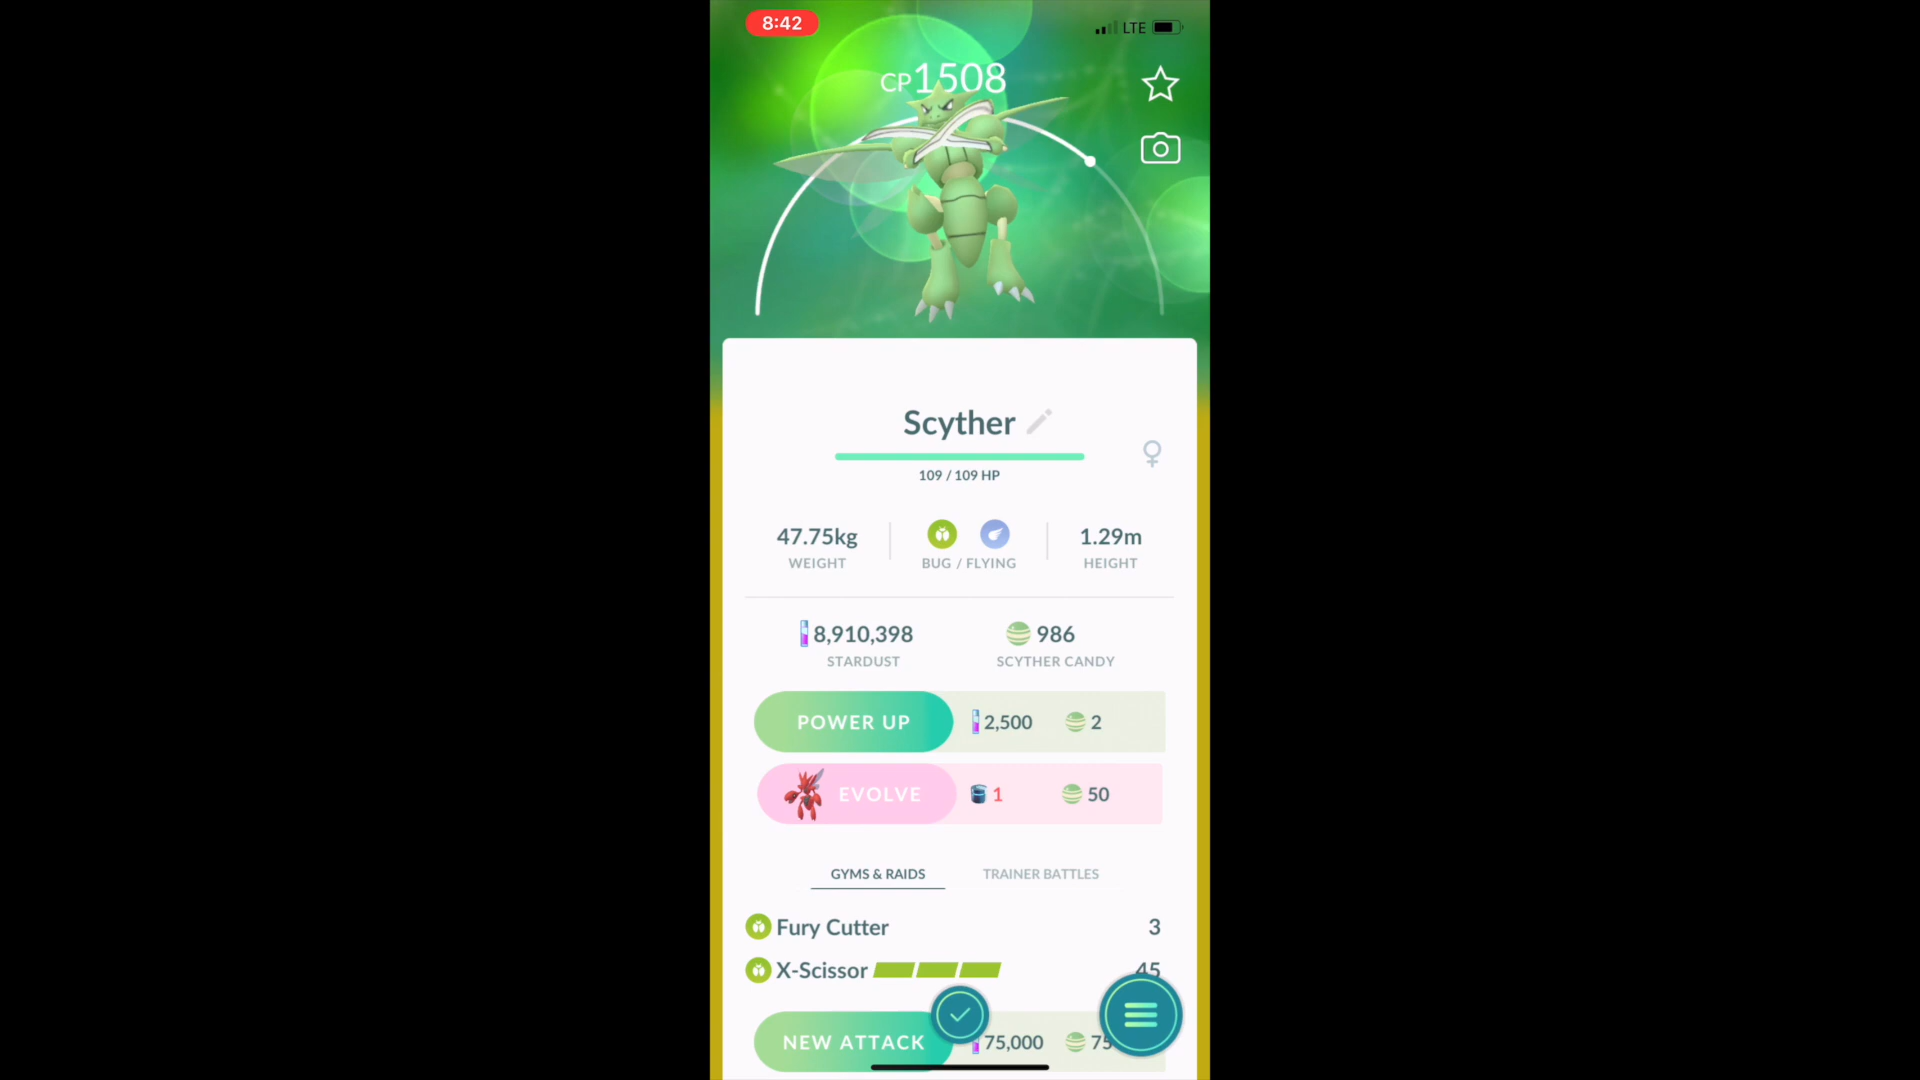 8:42
LTE
CP1508
Scyther
109 / 109 HP
47.75kg
WEIGHT
BUG / FLYING
1.29m
HEIGHT
8,910,398
STARDUST
986
SCYTHER CANDY
POWER UP 2,500 2
EVOLVE 1 50
GYMS & RAIDS TRAINER BATTLES
Fury Cutter 3
X-Scissor 45
NEW ATTACK 75,000 75